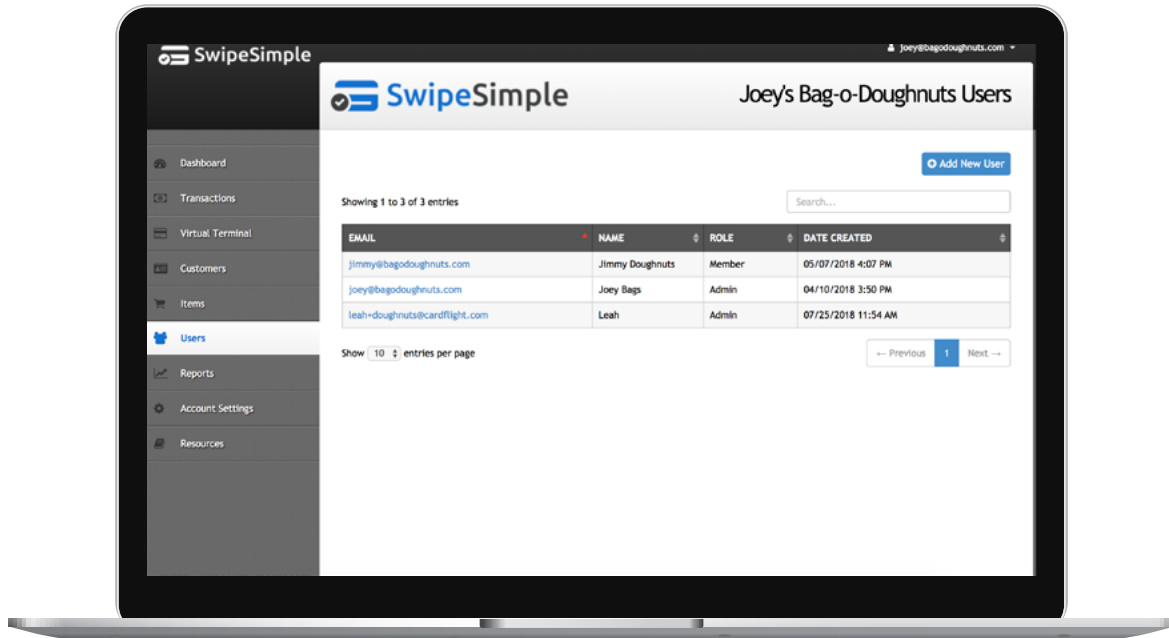 SwipeSimple
joey@bagodoughnuts.com
SwipeSimple
Joey's Bag-o-Doughnuts Users
Add New User
Dashboard
Transactions
Virtual Terminal
Customers
Items
Users
Reports
Account Settings
Resources
Showing 1 to 3 of 3 entries
Search...
EMAIL NAME ROLE DATE CREATED
jimmy@bagodoughnuts.com Jimmy Doughnuts Member 05/07/2018 4:07 PM
joey@bagodoughnuts.com Joey Bags Admin 04/10/2018 3:50 PM
leah+doughnuts@cardflight.com Leah Admin 07/25/2018 11:54 AM
Show 10 entries per page
← Previous 1 Next →